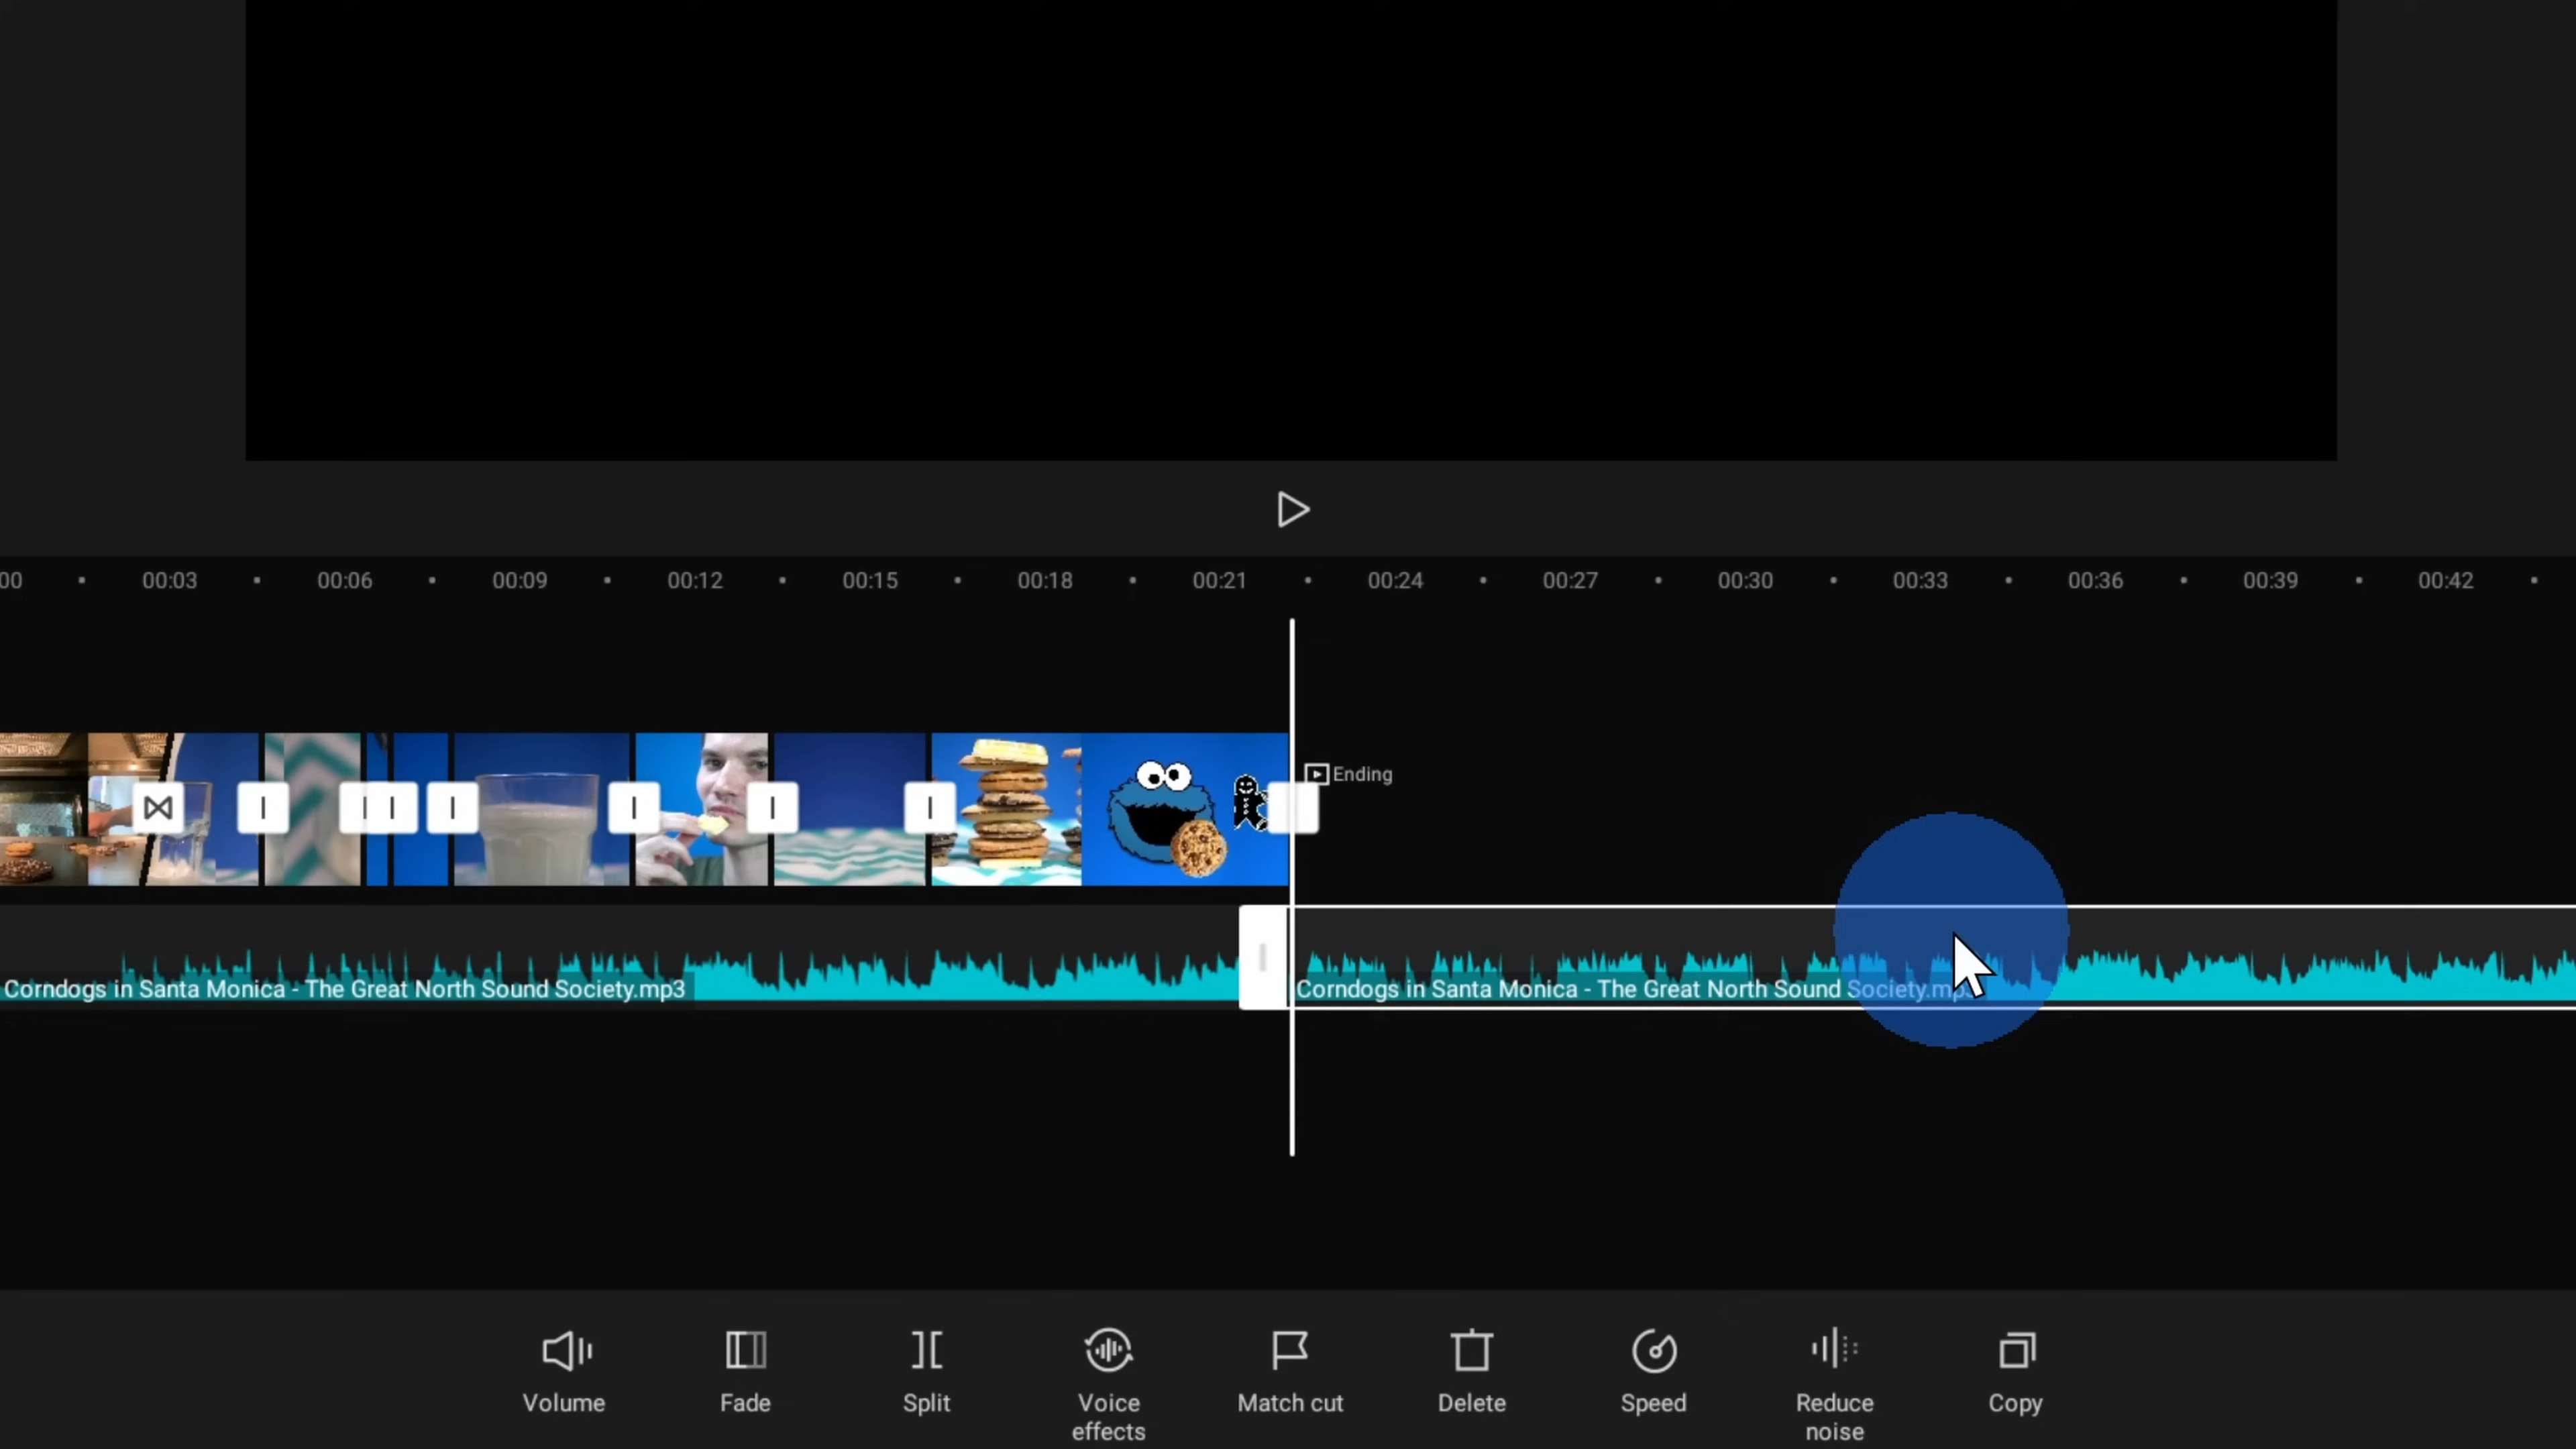 00 00:03 00:06 00:09 00:12 00:15 00:18 00:21 00:24 00:27 00:30 00:33 00:36 00:39 00:42
Ending
Corndogs in Santa Monica - The Great North Sound Society.mp3 Corndogs in Santa Monica - The Great North Sound Society.mp3
Volume Fade Split Voice effects Match cut Delete Speed Reduce noise Copy